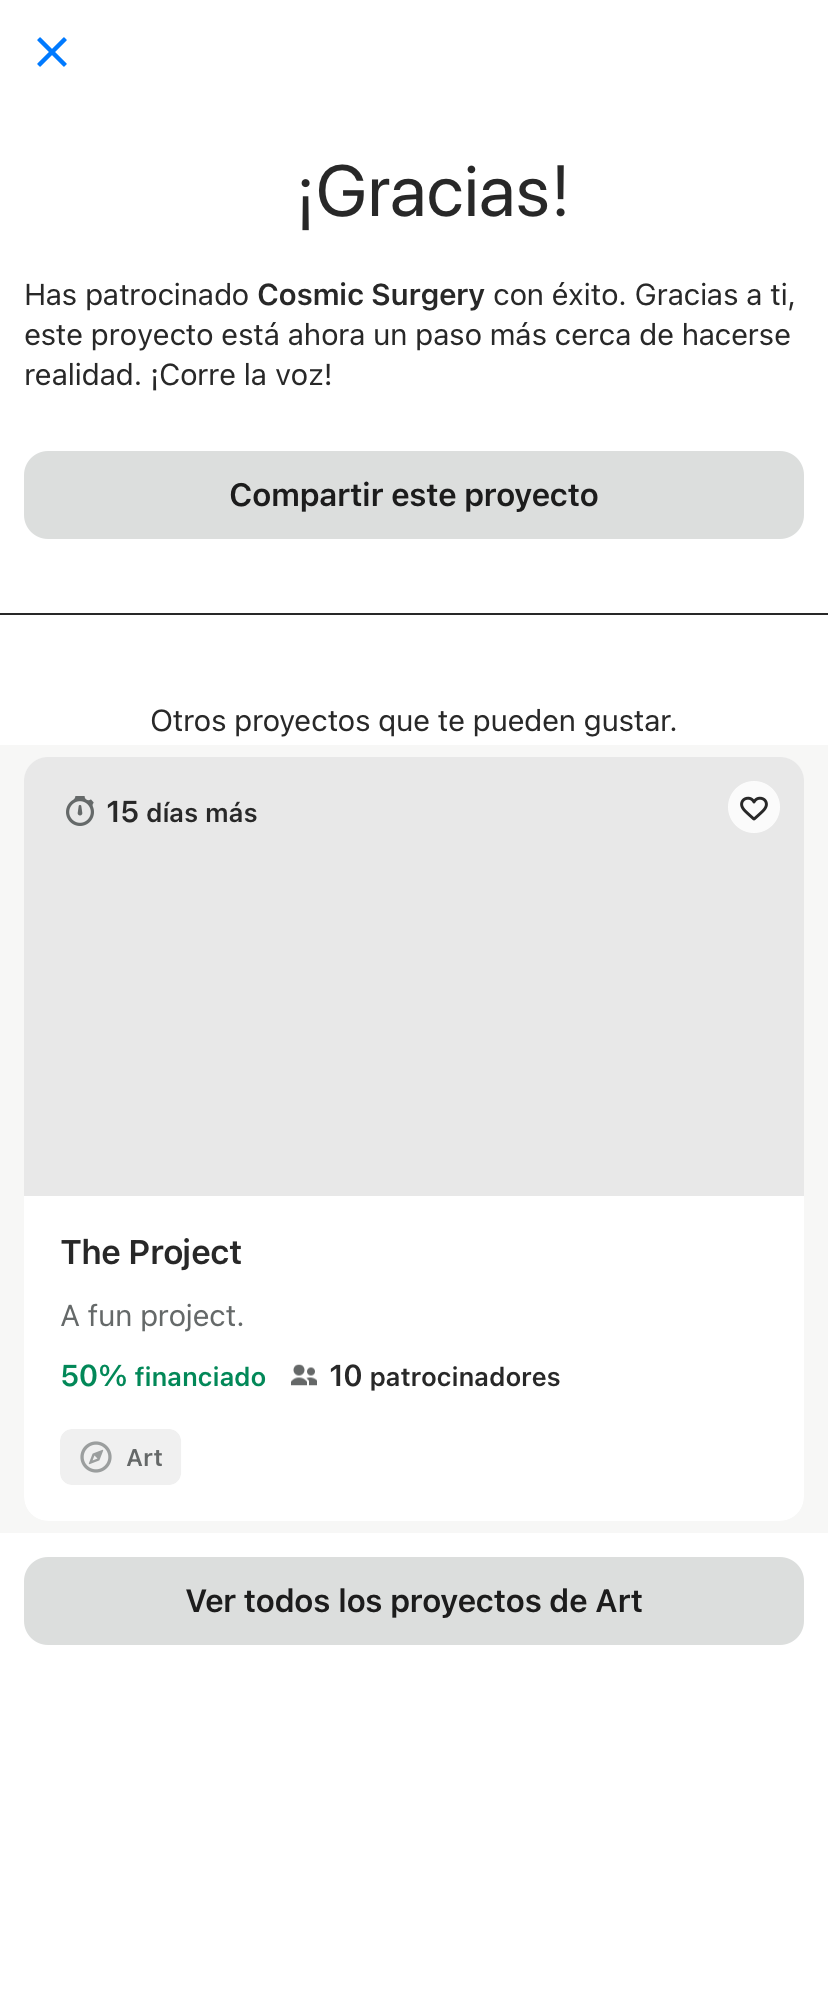 ¡Gracias!
Has patrocinado Cosmic Surgery con éxito. Gracias a ti,
este proyecto está ahora un paso más cerca de hacerse
realidad. ¡Corre la voz!
Compartir este proyecto
Otros proyectos que te pueden gustar.
15 días más
The Project
A fun project.
50% financiado 10 patrocinadores
Art
Ver todos los proyectos de Art